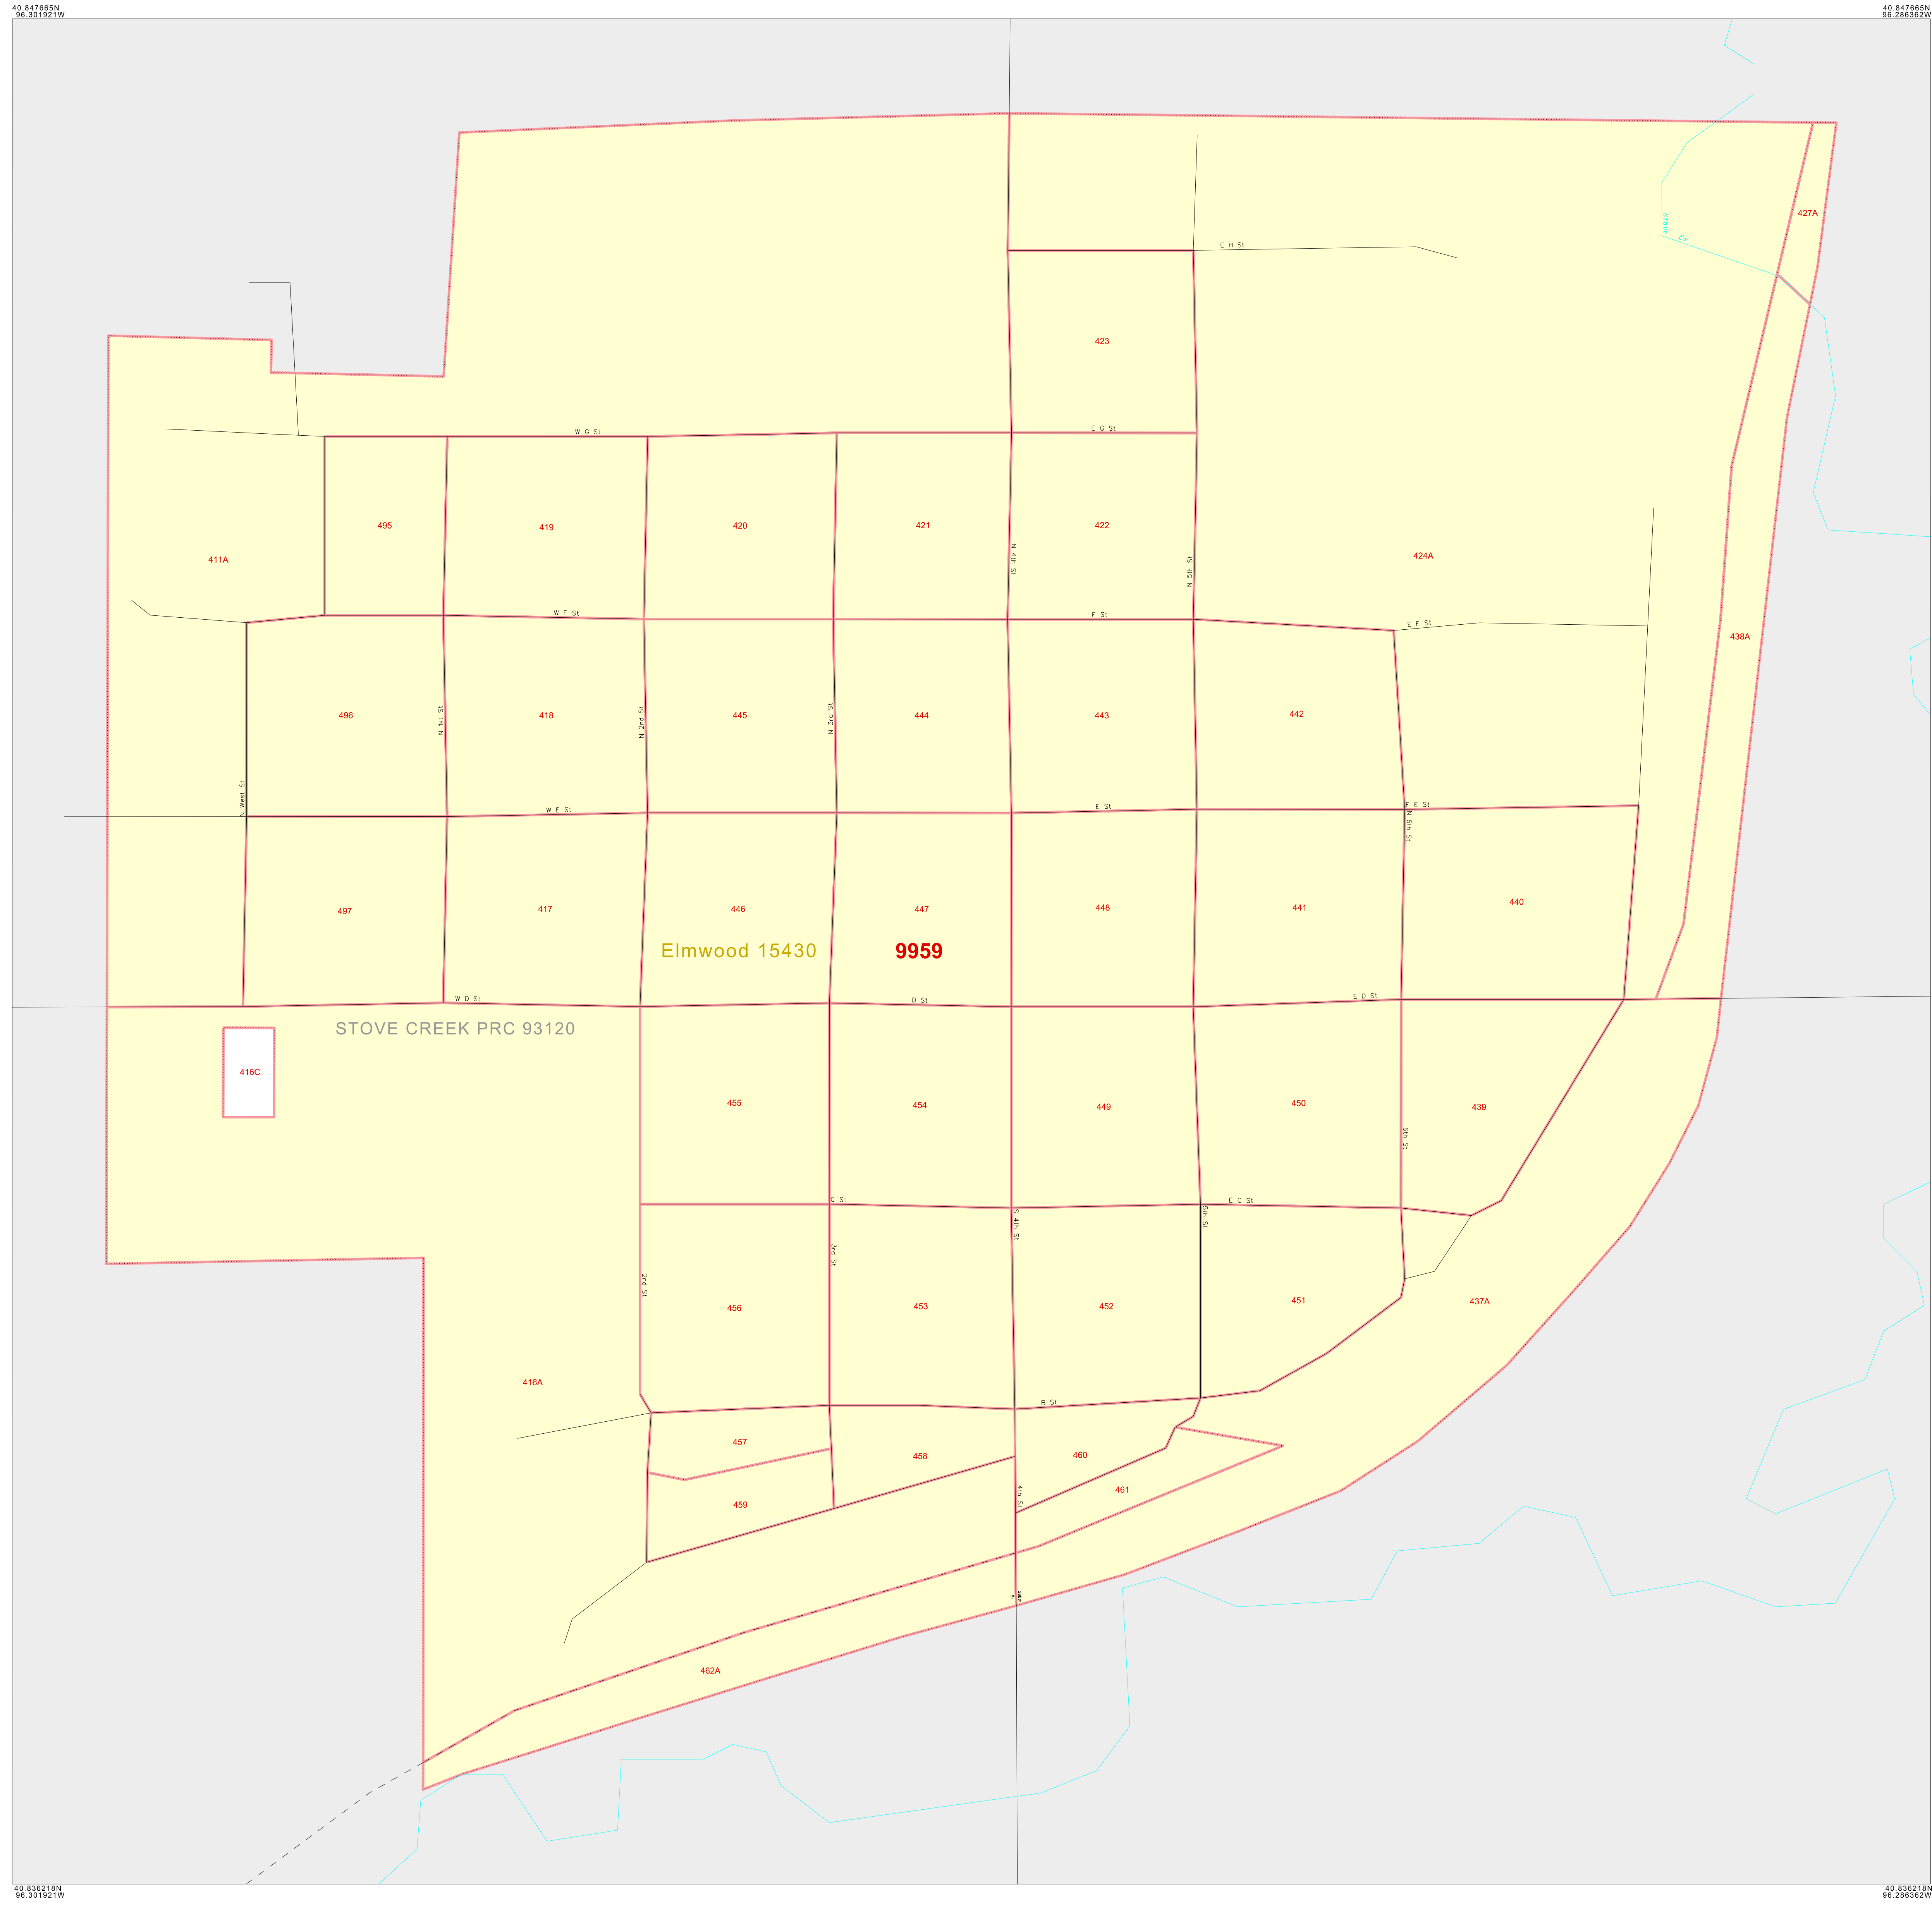 40.847665N
96.301921W
40.847665N
96.286362W
427A
Stove Cr
E H St
423
W G St
E G St
495
419
420
421
422
N 4th St
N 5th St
424A
411A
W F St
F St
E F St
438A
496
N 1st St
418
N 2nd St
445
N 3rd St
444
443
442
N West St
W E St
E St
E E St
N 6th St
497
417
446
447
448
441
440
Elmwood 15430
9959
W D St
D St
E D St
STOVE CREEK PRC 93120
416C
455
454
449
450
439
6th St
C St
E C St
S 4th St
5th St
3rd St
2nd St
456
453
452
451
437A
416A
B St
457
458
460
4th St
461
459
462A
40.836218N
96.301921W
40.836218N
96.286362W